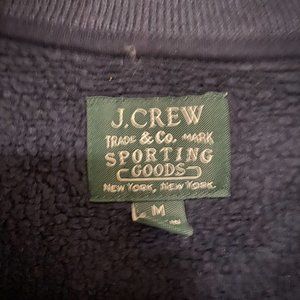 J.CREW
TRADE & Co. MARK
SPORTING
GOODS
NEW YORK, NEW YORK.
M